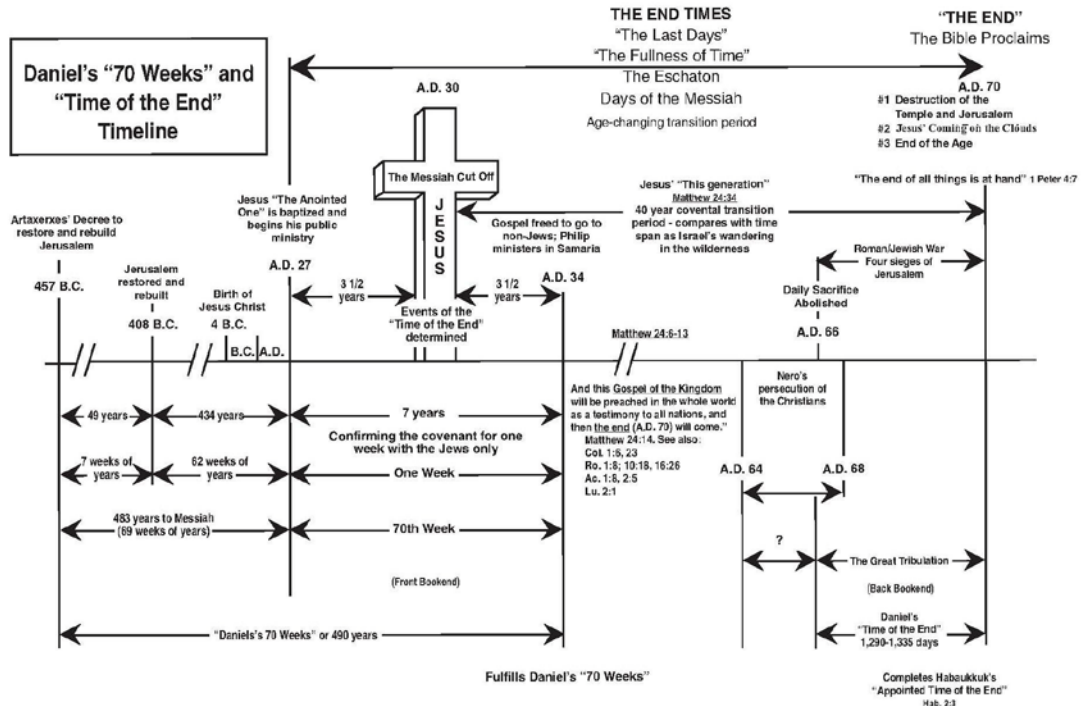 Daniel's "70 Weeks" and
"Time of the End"
Timeline
THE END TIMES
"The Last Days"
"The Fullness of Time"
The Eschaton
Days of the Messiah
Age-changing transition period
"THE END"
The Bible Proclaims
A.D. 70
#1 Destruction of the
Temple and Jerusalem
#2 Jesus' Coming on the Clouds
#3 End of the Age
"The end of all things is at hand" 1 Peter 4:7
A.D. 30
The Messiah Cut Off
JESUS
Artaxerxes' Decree to
restore and rebuild
Jerusalem
457 B.C.
Jerusalem
restored and
rebuilt
408 B.C.
Birth of
Jesus Christ
4 B.C.
B.C.
A.D.
Jesus "The Anointed
One" is baptized and
begins his public
ministry
A.D. 27
3 1/2
years
Events of the
"Time of the End"
determined
3 1/2
years
Gospel freed to go to
non-Jews; Philip
ministers in Samaria
A.D. 34
Jesus' "This generation"
Matthew 24:34
40 year covental transition
period - compares with time
span as Israel's wandering
in the wilderness
Roman/Jewish War
Four sieges of
Jerusalem
Daily Sacrifice
Abolished
A.D. 66
Matthew 24:6-13
And this Gospel of the Kingdom
will be preached in the whole world
as a testimony to all nations, and
then the end (A.D. 70) will come."
Matthew 24:14. See also:
Col. 1:6, 23
Ro. 1:8; 10:18, 16:26
Ac. 1:8, 2:5
Lu. 2:1
Nero's
persecution of
the Christians
A.D. 64
A.D. 68
49 years
434 years
7 years
Confirming the covenant for one
week with the Jews only
7 weeks of
years
62 weeks of
years
One Week
483 years to Messiah
(69 weeks of years)
70th Week
(Front Bookend)
?
The Great Tribulation
(Back Bookend)
"Daniels's 70 Weeks" or 490 years
Daniel's
"Time of the End"
1,290-1,335 days
Fulfills Daniel's "70 Weeks"
Completes Habaukkuk's
"Appointed Time of the End"
Hab. 2:3